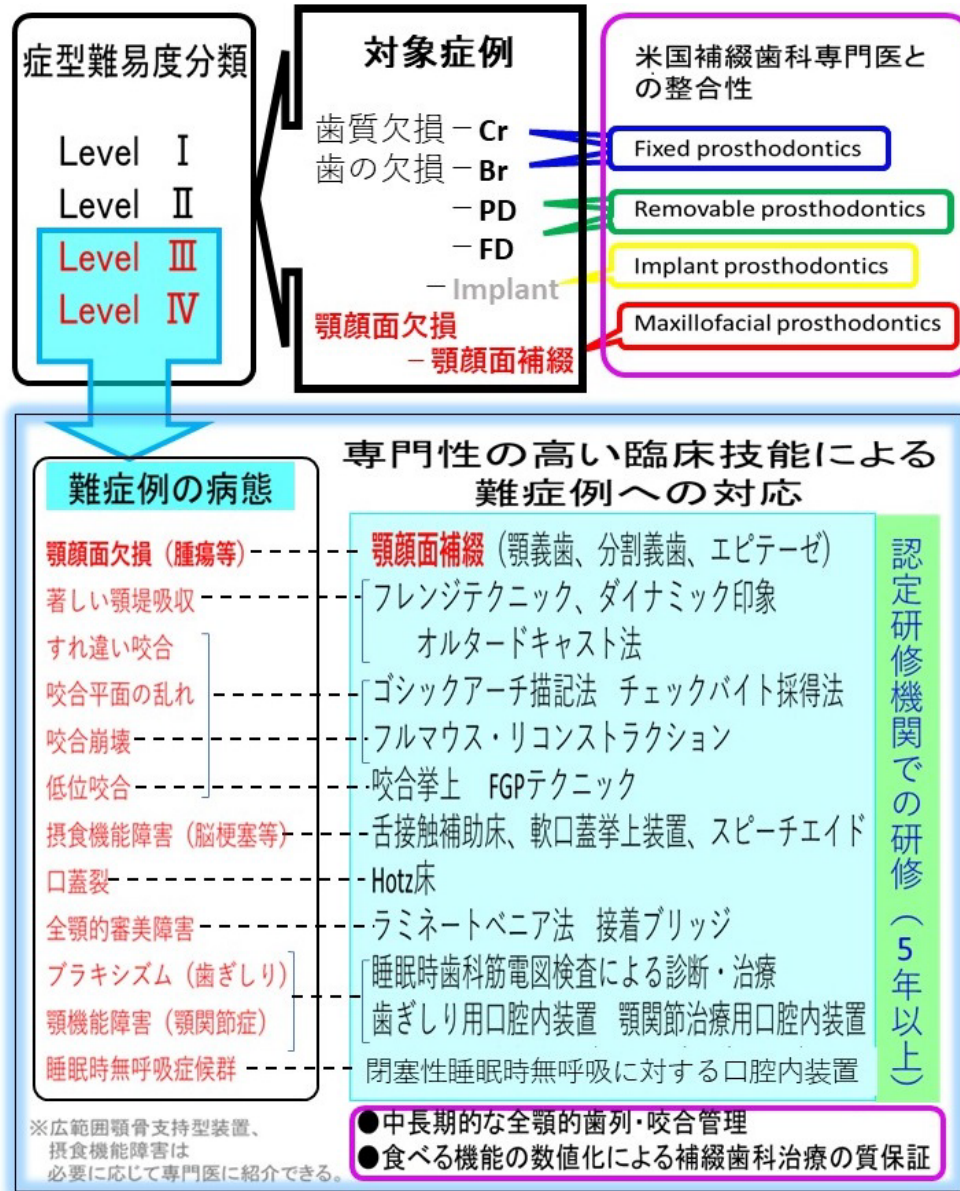 症型難易度分類
Level Ⅰ
Level Ⅱ
Level Ⅲ
Level Ⅳ
対象症例
歯質欠損 － Cr
歯の欠損 － Br
－ PD
－ FD
－ Implant
顎顔面欠損
－ 顎顔面補綴
米国補綴歯科専門医と
の整合性
Fixed prosthodontics
Removable prosthodontics
Implant prosthodontics
Maxillofacial prosthodontics
難症例の病態
顎顔面欠損（腫瘍等）
著しい顎堤吸収
すれ違い咬合
咬合平面の乱れ
咬合崩壊
低位咬合
摂食機能障害（脳梗塞等）
口蓋裂
全顎的審美障害
ブラキシズム（歯ぎしり）
顎機能障害（顎関節症）
睡眠時無呼吸症候群
※広範囲顎骨支持型装置、
摂食機能障害は
必要に応じて専門医に紹介できる。
専門性の高い臨床技能による
難症例への対応
顎顔面補綴（顎義歯、分割義歯、エピテーゼ）
フレンジテクニック、ダイナミック印象
オルタードキャスト法
ゴシックアーチ描記法　チェックバイト採得法
フルマウス・リコンストラクション
咬合挙上　FGPテクニック
舌接触補助床、軟口蓋挙上装置、スピーチエイド
Hotz床
ラミネートベニア法　接着ブリッジ
睡眠時歯科筋電図検査による診断・治療
歯ぎしり用口腔内装置　顎関節治療用口腔内装置
閉塞性睡眠時無呼吸に対する口腔内装置
認定研修機関での研修（5年以上）
●中長期的な全顎的歯列・咬合管理
●食べる機能の数値化による補綴歯科治療の質保証